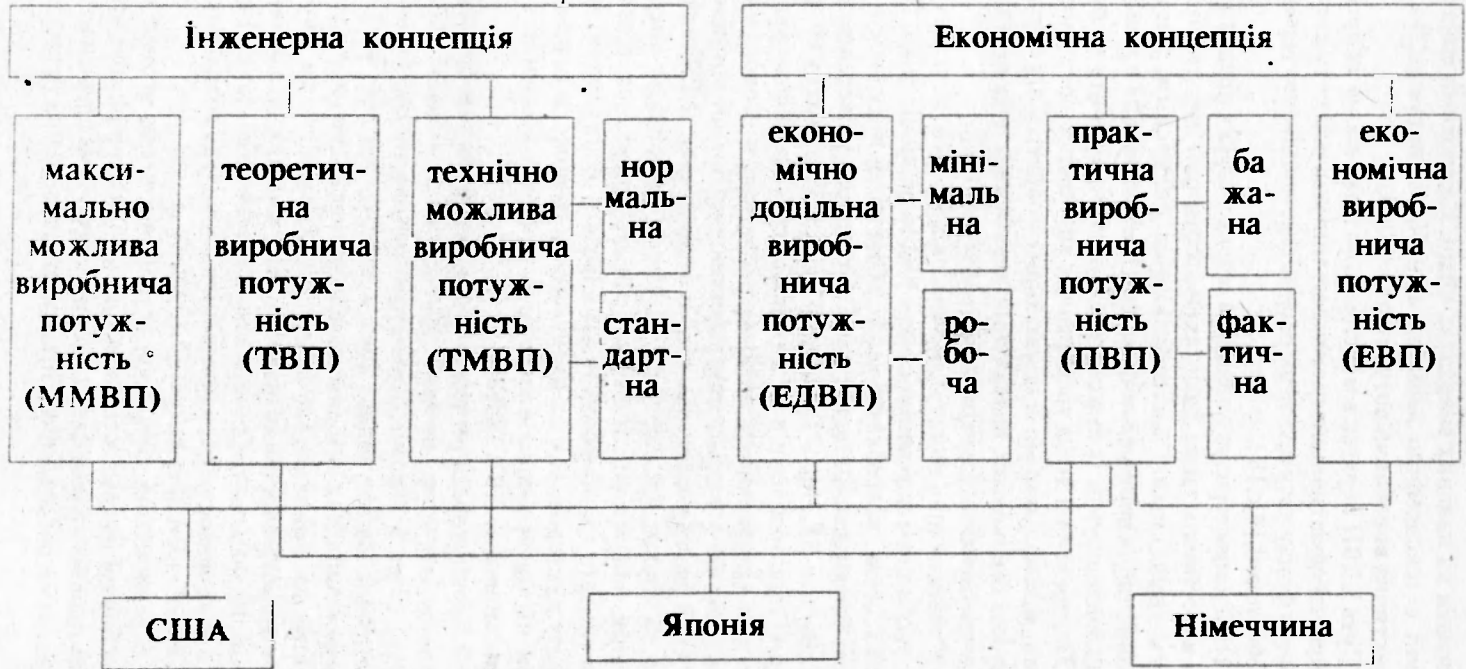 Інженерна концепція
Економічна концепція
макси-
мально
можлива
виробнича
потуж-
ність
(ММВП)
теоретич-
на
виробнича
потуж-
ність
(ТВП)
технічно
можлива
виробнича
потуж-
ність
(ТМВП)
нор
маль-
на
стан-
дарт-
на
еконо-
мічно
доцільна
вироб-
нича
потуж-
ність
(ЕДВП)
міні-
маль
на
ро-
бо-
ча
прак-
тична
вироб-
нича
потуж-
ність
(ПВП)
ба
жа-
на
фак-
тич-
на
еко-
номічна
вироб-
нича
потуж-
ність
(ЕВП)
США
Японія
Німеччина